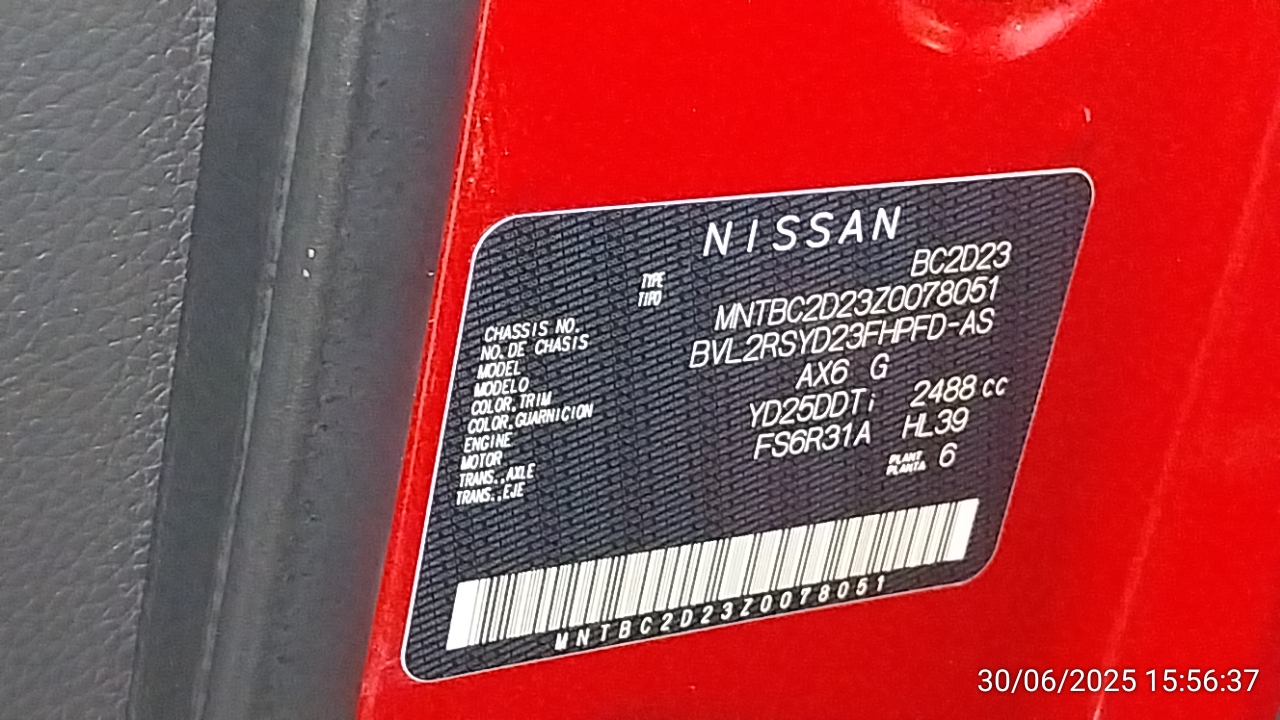 NISSAN
TYPE BC2D23
TIPO
CHASSIS NO. MNTBC2D23Z0078051
NO. DE CHASIS
MODEL BVL2RSYD23FHPFD-AS
MODELO
COLOR,TRIM AX6 G
COLOR,GUARNICION
ENGINE YD25DDTi 2488 cc
MOTOR
TRANS.,AXLE FS6R31A HL39
TRANS.,EJE
PLANT 6
PLANTA
MNTBC2D23Z0078051
30/06/2025 15:56:37